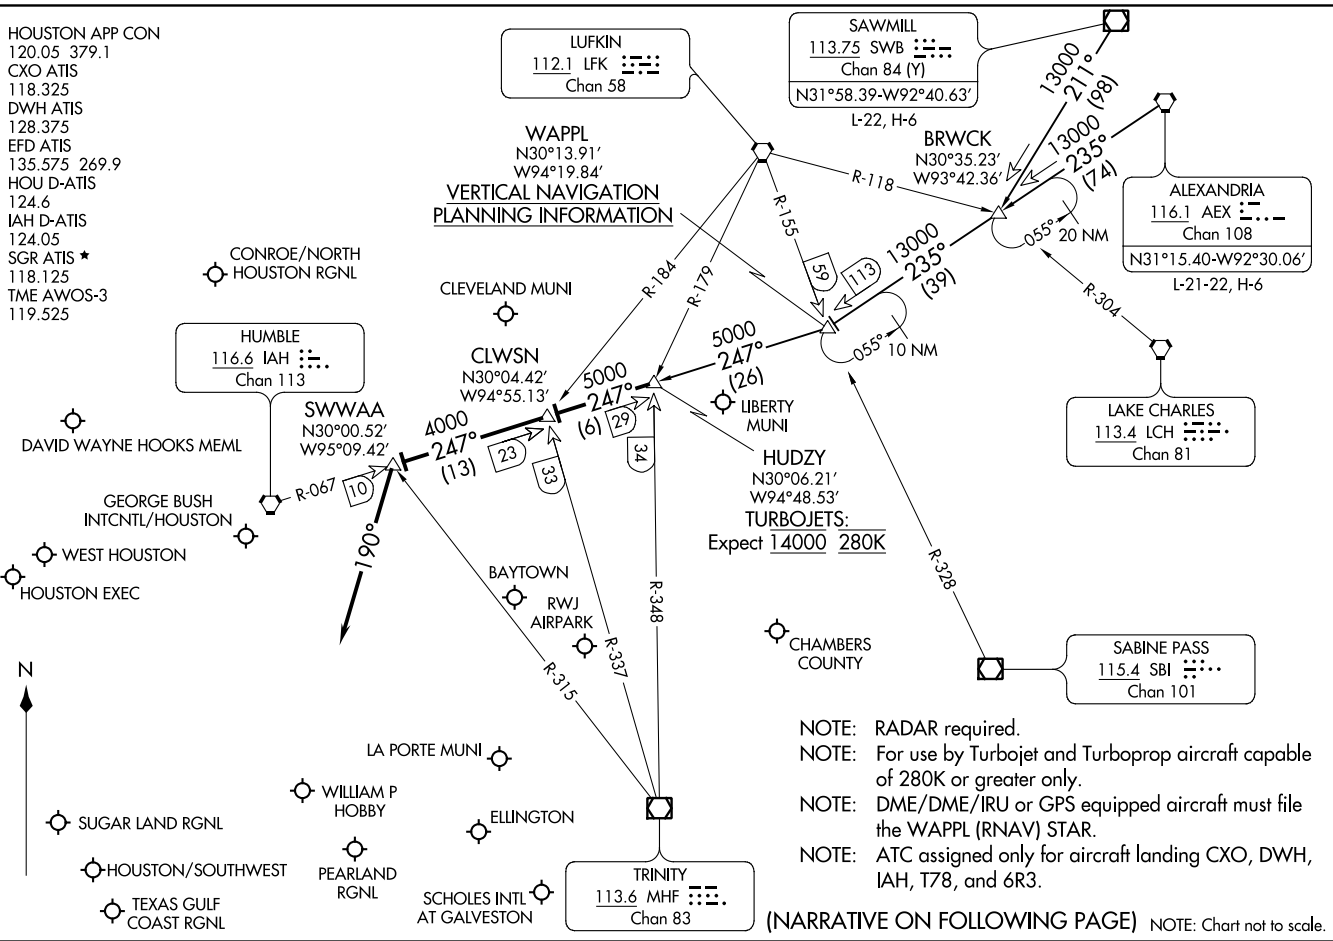 HOUSTON APP CON
120.05 379.1
CXO ATIS
118.325
DWH ATIS
128.375
EFD ATIS
135.575 269.9
HOU D-ATIS
124.6
IAH D-ATIS
124.05
SGR ATIS ★
118.125
TME AWOS-3
119.525
LUFKIN
112.1 LFK
Chan 58
SAWMILL
113.75 SWB
Chan 84 (Y)
N31°58.39-W92°40.63′
L-22, H-6
13000
211°
(98)
WAPPL
N30°13.91′
W94°19.84′
VERTICAL NAVIGATION
PLANNING INFORMATION
BRWCK
N30°35.23′
W93°42.36′
13000
235°
(74)
ALEXANDRIA
116.1 AEX
Chan 108
N31°15.40-W92°30.06′
L-21-22, H-6
R-118
R-155
R-184
R-179
055°
20 NM
59
113
13000
235°
(39)
R-304
CONROE/NORTH
HOUSTON RGNL
CLEVELAND MUNI
HUMBLE
116.6 IAH
Chan 113
CLWSN
N30°04.42′
W94°55.13′
5000
247°
(26)
055°
10 NM
5000
247°
(6)
29
LIBERTY
MUNI
LAKE CHARLES
113.4 LCH
Chan 81
SWWAA
N30°00.52′
W95°09.42′
4000
247°
(13)
23
33
34
DAVID WAYNE HOOKS MEML
HUDZY
N30°06.21′
W94°48.53′
TURBOJETS:
Expect 14000 280K
R-067
10
GEORGE BUSH
INTCNTL/HOUSTON
WEST HOUSTON
HOUSTON EXEC
190°
BAYTOWN
RWJ
AIRPARK
R-348
R-337
R-315
R-328
CHAMBERS
COUNTY
SABINE PASS
115.4 SBI
Chan 101
N
LA PORTE MUNI
WILLIAM P
HOBBY
SUGAR LAND RGNL
ELLINGTON
HOUSTON/SOUTHWEST
PEARLAND
RGNL
TEXAS GULF
COAST RGNL
SCHOLES INTL
AT GALVESTON
TRINITY
113.6 MHF
Chan 83
NOTE: RADAR required.
NOTE: For use by Turbojet and Turboprop aircraft capable
of 280K or greater only.
NOTE: DME/DME/IRU or GPS equipped aircraft must file
the WAPPL (RNAV) STAR.
NOTE: ATC assigned only for aircraft landing CXO, DWH,
IAH, T78, and 6R3.
(NARRATIVE ON FOLLOWING PAGE) NOTE: Chart not to scale.